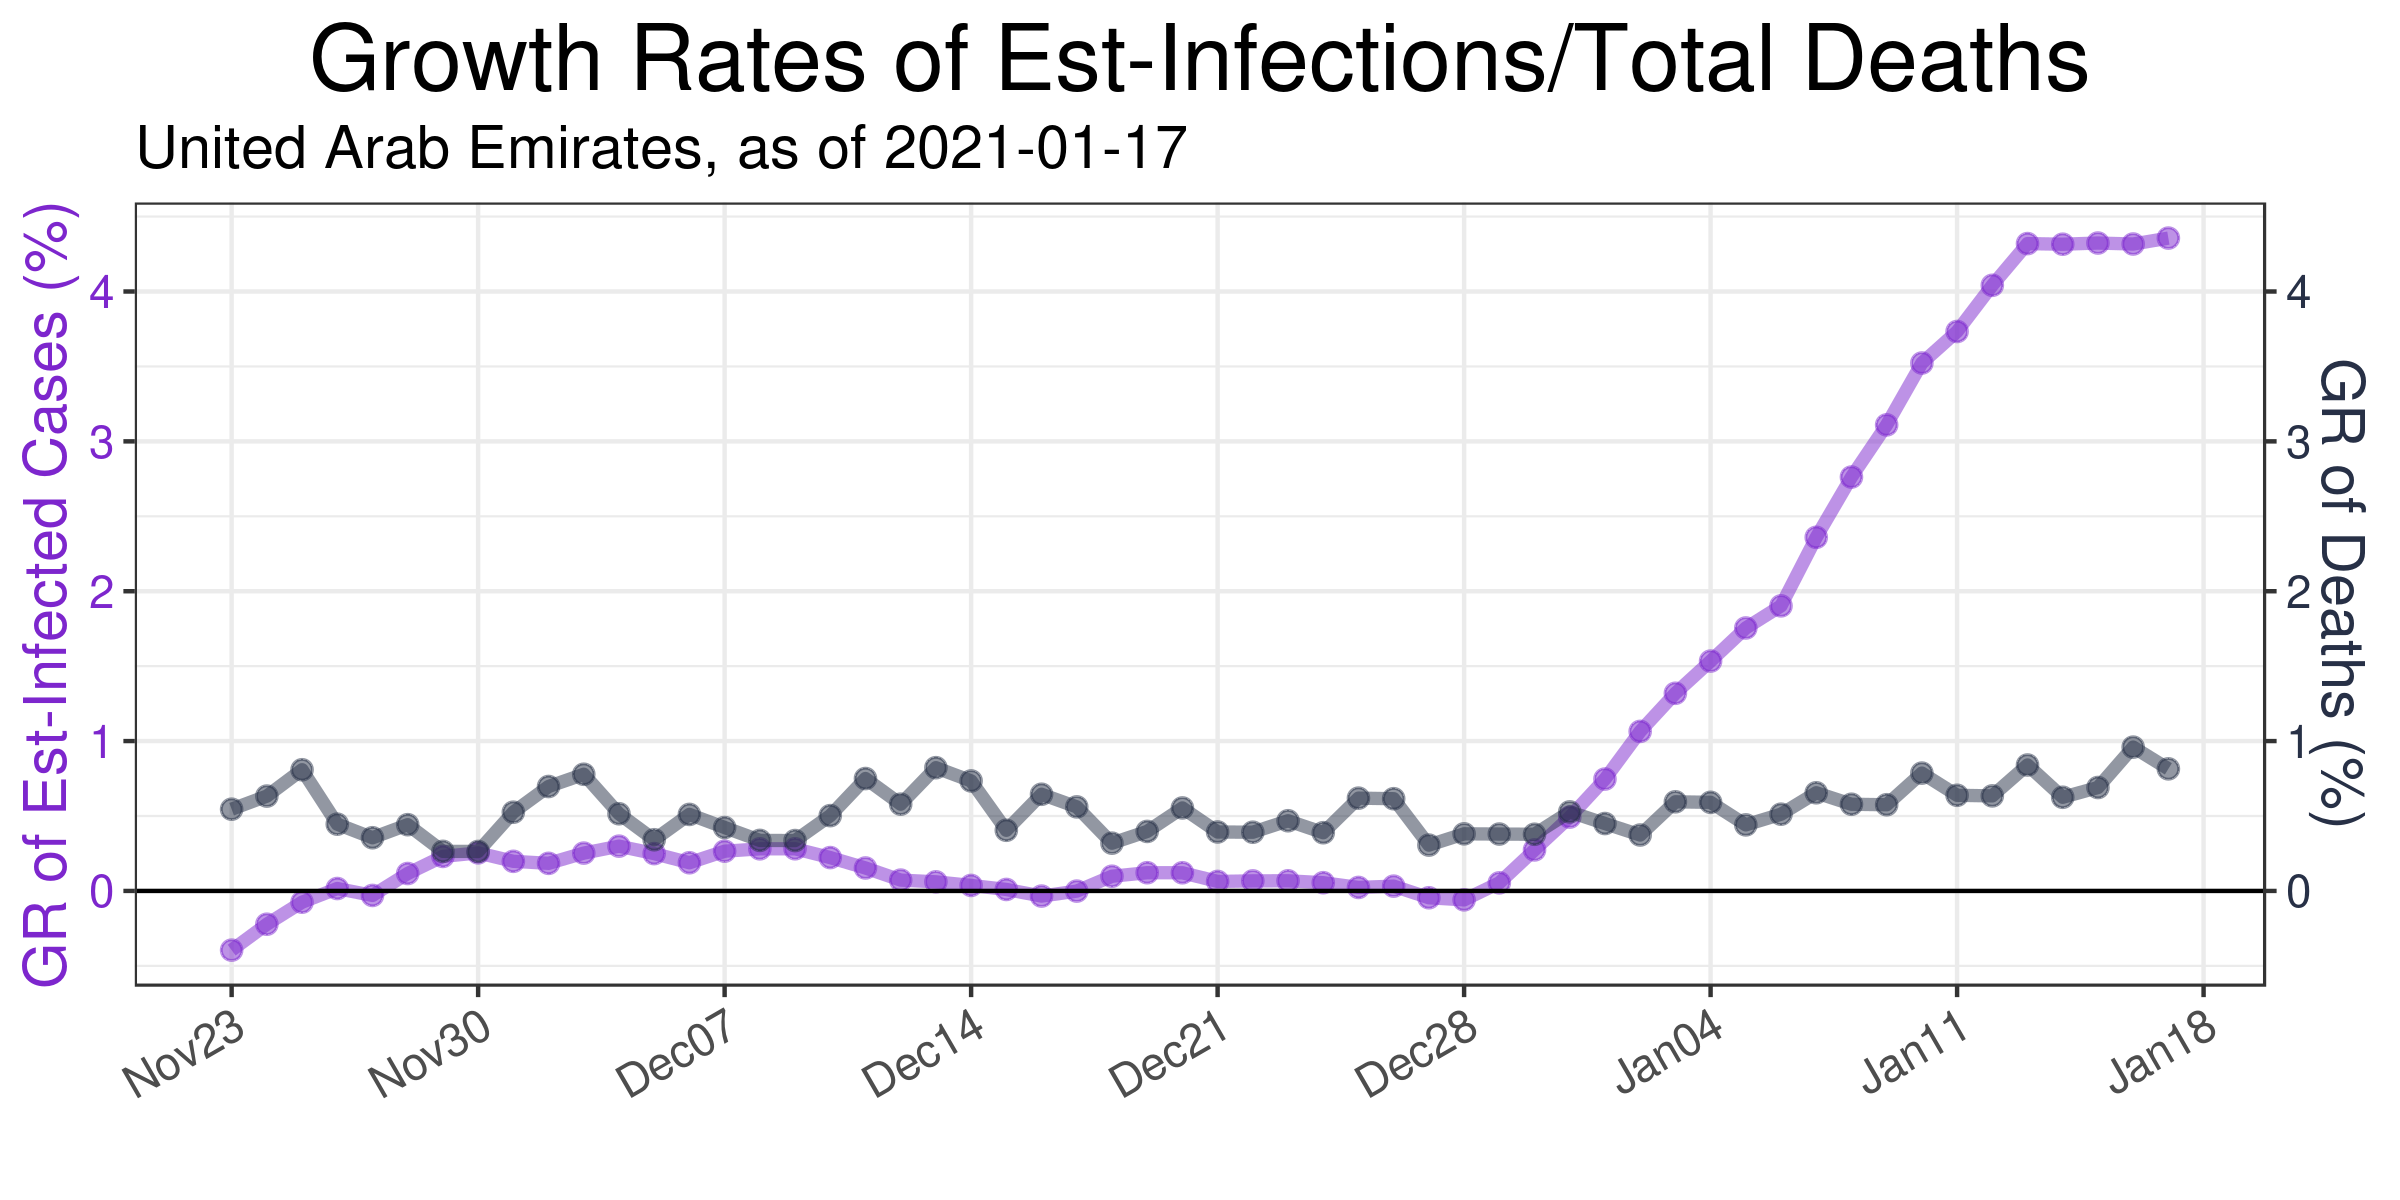 Growth Rates of Est-Infections/Total Deaths
United Arab Emirates, as of 2021-01-17
GR of Est-Infected Cases (%)
4
3
2
1
0
4
3
2
1
0
GR of Deaths (%)
Nov23
Nov30
Dec07
Dec14
Dec21
Dec28
Jan04
Jan11
Jan18